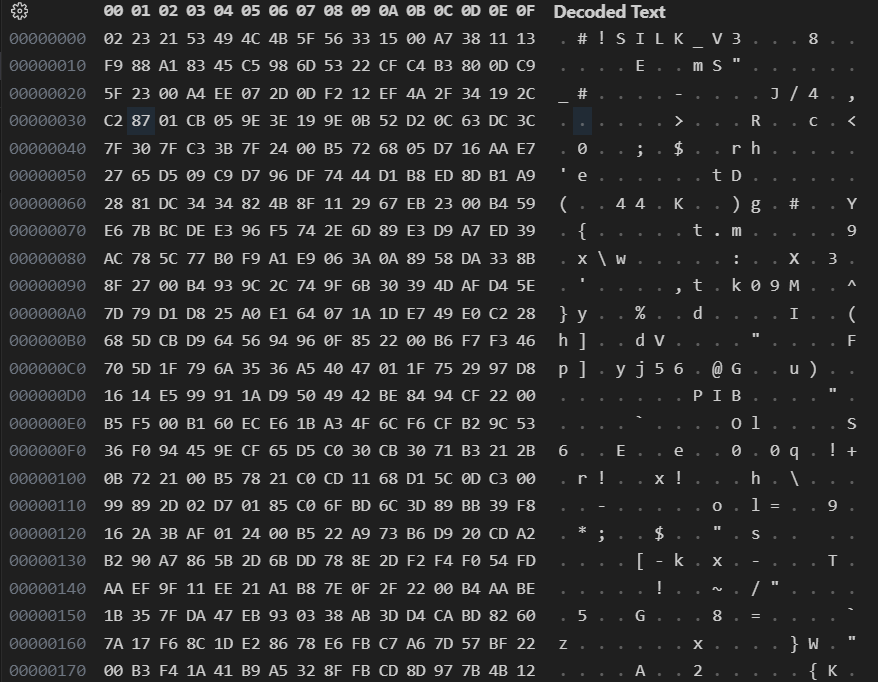 00 01 02 03 04 05 06 07 08 09 0A 0B 0C 0D 0E 0F Decoded Text
00000000 02 23 21 53 49 4C 4B 5F 56 33 15 00 A7 38 11 13 . # ! S I L K _ V 3 . . . 8 . .
00000010 F9 88 A1 83 45 C5 98 6D 53 22 CF C4 B3 80 0D C9 . . . . E . . m S " . . . . . .
00000020 5F 23 00 A4 EE 07 2D 0D F2 12 EF 4A 2F 34 19 2C _ # . . . . - . . . . J / 4 . ,
00000030 C2 87 01 CB 05 9E 3E 19 9E 0B 52 D2 0C 63 DC 3C . . . . . . > . . . R . . c . <
00000040 7F 30 7F C3 3B 7F 24 00 B5 72 68 05 D7 16 AA E7 . 0 . . ; . $ . . r h . . . . .
00000050 27 65 D5 09 C9 D7 96 DF 74 44 D1 B8 ED 8D B1 A9 ' e . . . . . . t D . . . . . .
00000060 28 81 DC 34 34 82 4B 8F 11 29 67 EB 23 00 B4 59 ( . . 4 4 . K . . ) g . # . . Y
00000070 E6 7B BC DE E3 96 F5 74 2E 6D 89 E3 D9 A7 ED 39 . { . . . . . t . m . . . . . 9
00000080 AC 78 5C 77 B0 F9 A1 E9 06 3A 0A 89 58 DA 33 8B . x \ w . . . . . : . . X . 3 .
00000090 8F 27 00 B4 93 9C 2C 74 9F 6B 30 39 4D AF D4 5E . ' . . . . , t . k 0 9 M . . ^
000000A0 7D 79 D1 D8 25 A0 E1 64 07 1A 1D E7 49 E0 C2 28 } y . . % . . d . . . . I . . (
000000B0 68 5D CB D9 64 56 94 96 0F 85 22 00 B6 F7 F3 46 h ] . . d V . . . . " . . . . F
000000C0 70 5D 1F 79 6A 35 36 A5 40 47 01 1F 75 29 97 D8 p ] . y j 5 6 . @ G . . u ) . .
000000D0 16 14 E5 99 91 1A D9 50 49 42 BE 84 94 CF 22 00 . . . . . . . P I B . . . . " .
000000E0 B5 F5 00 B1 60 EC E6 1B A3 4F 6C F6 CF B2 9C 53 . . . . ` . . . . O l . . . . S
000000F0 36 F0 94 45 9E CF 65 D5 C0 30 CB 30 71 B3 21 2B 6 . . E . . e . . 0 . 0 q . ! +
00000100 0B 72 21 00 B5 78 21 C0 CD 11 68 D1 5C 0D C3 00 . r ! . . x ! . . . h . \ . . .
00000110 99 89 2D 02 D7 01 85 C0 6F BD 6C 3D 89 BB 39 F8 . . - . . . . . o . l = . . 9 .
00000120 16 2A 3B AF 01 24 00 B5 22 A9 73 B6 D9 20 CD A2 . * ; . . $ . . " . s . . . .
00000130 B2 90 A7 86 5B 2D 6B DD 78 8E 2D F2 F4 F0 54 FD . . . . [ - k . x . - . . . T .
00000140 AA EF 9F 11 EE 21 A1 B8 7E 0F 2F 22 00 B4 AA BE . . . . . ! . . ~ . / " . . . .
00000150 1B 35 7F DA 47 EB 93 03 38 AB 3D D4 CA BD 82 60 . 5 . . G . . . 8 . = . . . . `
00000160 7A 17 F6 8C 1D E2 86 78 E6 FB C7 A6 7D 57 BF 22 z . . . . . . x . . . . } W . "
00000170 00 B3 F4 1A 41 B9 A5 32 8F FB CD 8D 97 7B 4B 12 . . . . A . . 2 . . . . . { K .